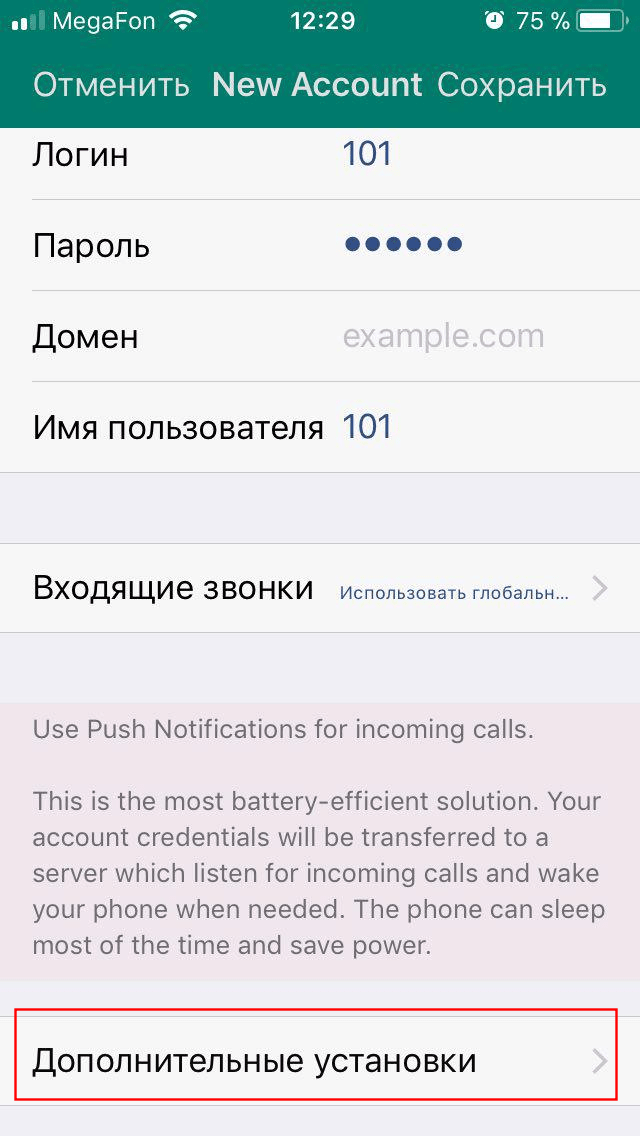 MegaFon 12:29 75 %
Отменить New Account Сохранить
Логин 101
Пароль ••••••
Домен example.com
Имя пользователя 101
Входящие звонки Использовать глобальн...
Use Push Notifications for incoming calls.
This is the most battery-efficient solution. Your
account credentials will be transferred to a
server which listen for incoming calls and wake
your phone when needed. The phone can sleep
most of the time and save power.
Дополнительные установки